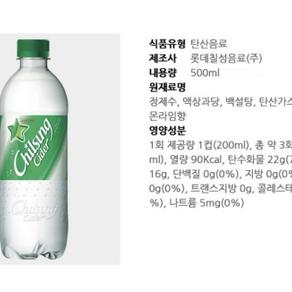 Chilsung
Cider
Chilsung
Cider
식품유형 탄산음료
제조사 롯데칠성음료(주)
내용량 500ml
원재료명
정제수, 액상과당, 백설탕, 탄산가스
몬라임향
영양성분
1회 제공량 1컵(200ml), 총 약 3회
ml), 열량 90Kcal, 탄수화물 22g(7
16g, 단백질 0g(0%), 지방 0g(0%
0g(0%), 트랜스지방 0g, 콜레스테
%), 나트륨 5mg(0%)